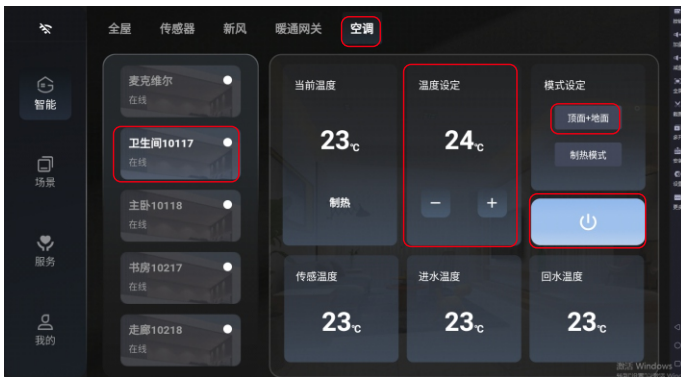 全屋 传感器 新风 暖通网关 空调
智能
场景
服务
我的
麦克维尔
在线
卫生间10117
在线
主卧10118
在线
书房10217
在线
走廊10218
在线
当前温度
23℃
制热
温度设定
24℃
− +
模式设定
顶面+地面
制热模式
传感温度
23℃
进水温度
23℃
回水温度
23℃
激活 Windows